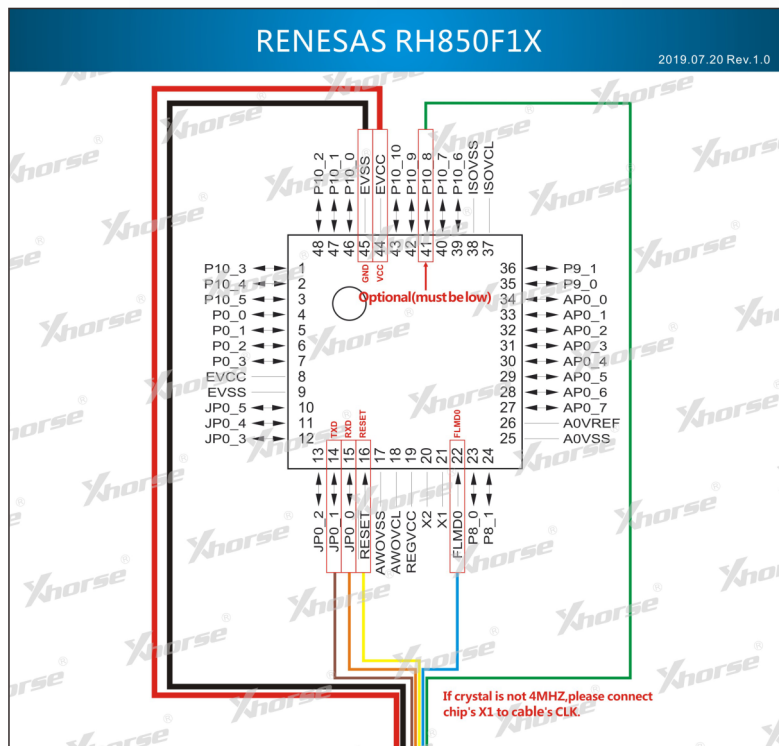 RENESAS RH850F1X
2019.07.20 Rev.1.0
P10_2
P10_1
P10_0
EVSS
EVCC
P10_10
P10_9
P10_8
P10_7
P10_6
ISOVSS
ISOVCL
48
47
46
45
44
43
42
41
40
39
38
37
GND
VCC
Optional(must be low)
P10_3 1
P10_4 2
P10_5 3
P0_0 4
P0_1 5
P0_2 6
P0_3 7
EVCC 8
EVSS 9
JP0_5 10
JP0_4 11
JP0_3 12
36 P9_1
35 P9_0
34 AP0_0
33 AP0_1
32 AP0_2
31 AP0_3
30 AP0_4
29 AP0_5
28 AP0_6
27 AP0_7
26 A0VREF
25 A0VSS
TXD
RXD
RESET
FLMD0
13
14
15
16
17
18
19
20
21
22
23
24
JP0_2
JP0_1
JP0_0
RESET
AWOVSS
AWOVCL
REGVCC
X2
X1
FLMD0
P8_0
P8_1
If crystal is not 4MHZ,please connect
chip's X1 to cable's CLK.
Xhorse®